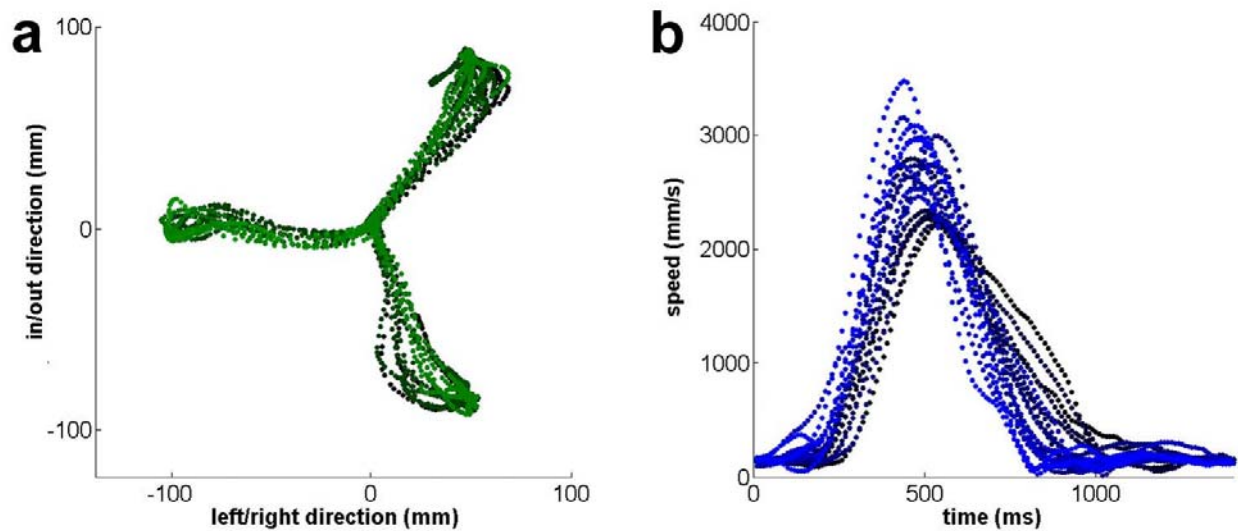 a
100
0
-100
in/out direction (mm)
-100
0
100
left/right direction (mm)
b
4000
3000
2000
1000
0
speed (mm/s)
0
500
1000
time (ms)